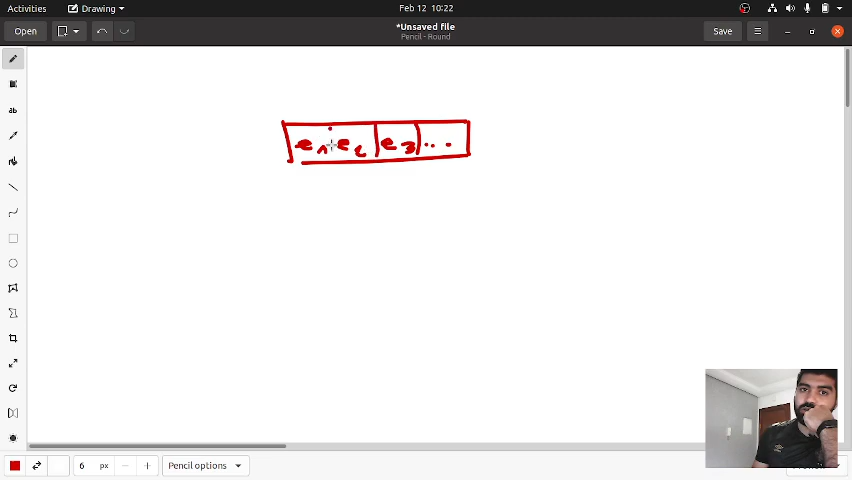 Activities Drawing Feb 12 10:22
Open *Unsaved file Save
Pencil - Round
ab
e1 e2 e3 ...
6 px Pencil options